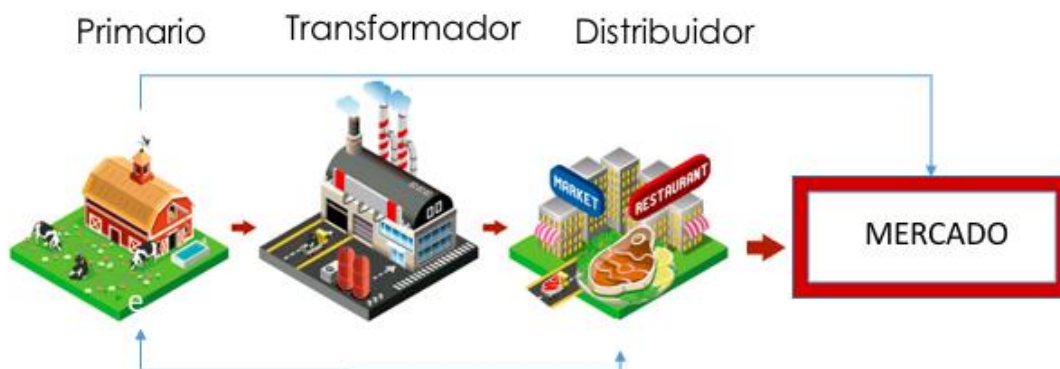 Primario
Transformador
Distribuidor
MARKET
RESTAURANT
MERCADO
e